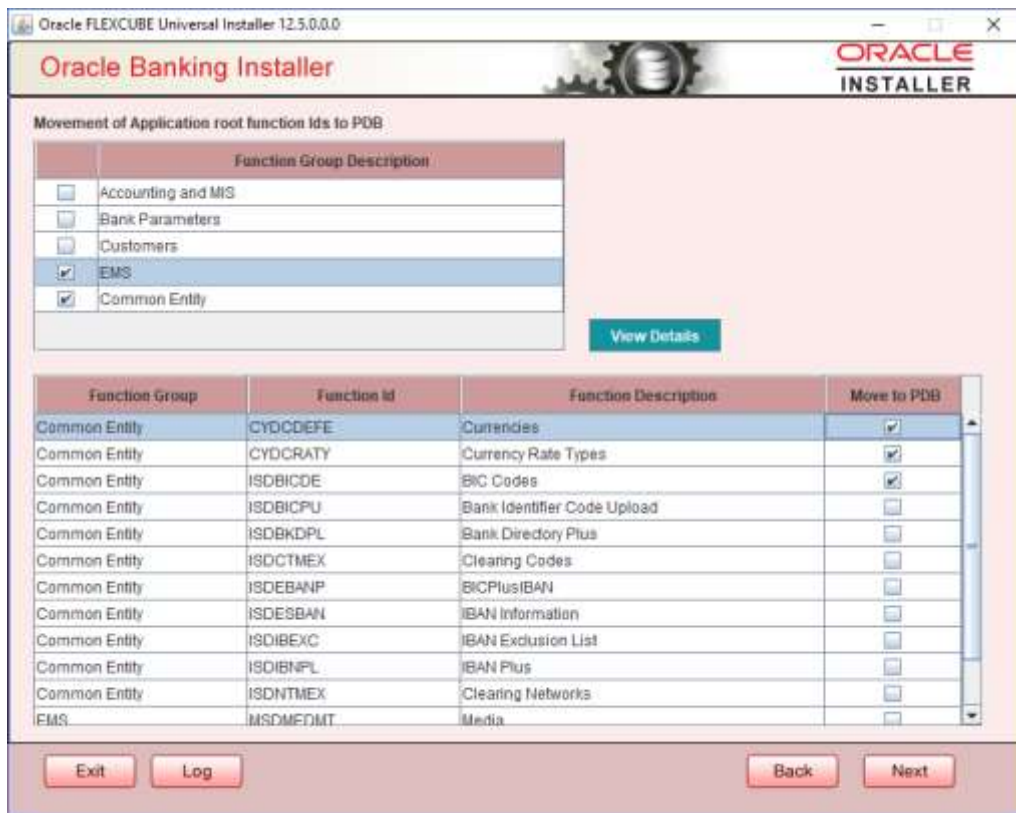 Oracle FLEXCUBE Universal Installer 12.5.0.0.0
Oracle Banking Installer
ORACLE
INSTALLER
Movement of Application root function Ids to PDB
Function Group Description
Accounting and MIS
Bank Parameters
Customers
EMS
Common Entity
View Details
Function Group Function Id Function Description Move to PDB
Common Entity CYDCDEFE Currencies
Common Entity CYDCRATY Currency Rate Types
Common Entity ISDBICDE BIC Codes
Common Entity ISDBICPU Bank Identifier Code Upload
Common Entity ISDBKDPL Bank Directory Plus
Common Entity ISDCTMEX Clearing Codes
Common Entity ISDEBANP BICPlusIBAN
Common Entity ISDESBAN IBAN Information
Common Entity ISDIBEXC IBAN Exclusion List
Common Entity ISDIBNPL IBAN Plus
Common Entity ISDNTMEX Clearing Networks
EMS MSDMEDMT Media
Exit Log Back Next